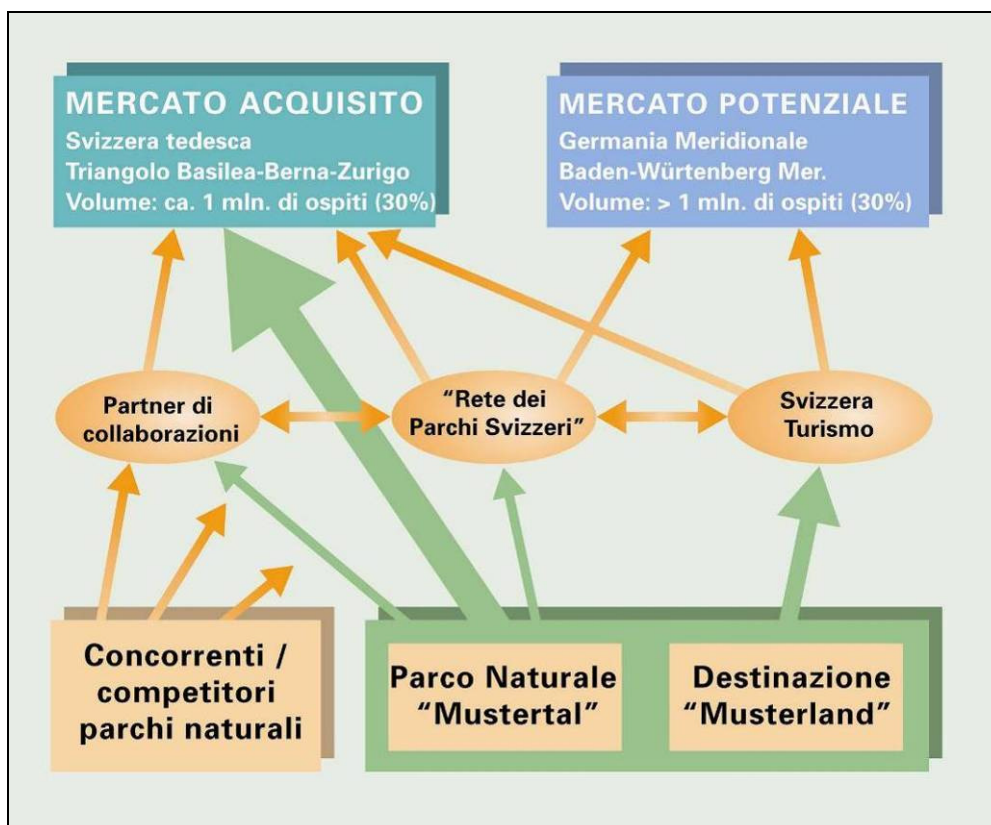 MERCATO ACQUISITO
Svizzera tedesca
Triangolo Basilea-Berna-Zurigo
Volume: ca. 1 mln. di ospiti (30%)
MERCATO POTENZIALE
Germania Meridionale
Baden-Würtenberg Mer.
Volume: > 1 mln. di ospiti (30%)
Partner di
collaborazioni
“Rete dei
Parchi Svizzeri”
Svizzera
Turismo
Concorrenti /
competitori
parchi naturali
Parco Naturale
“Mustertal”
Destinazione
“Musterland”